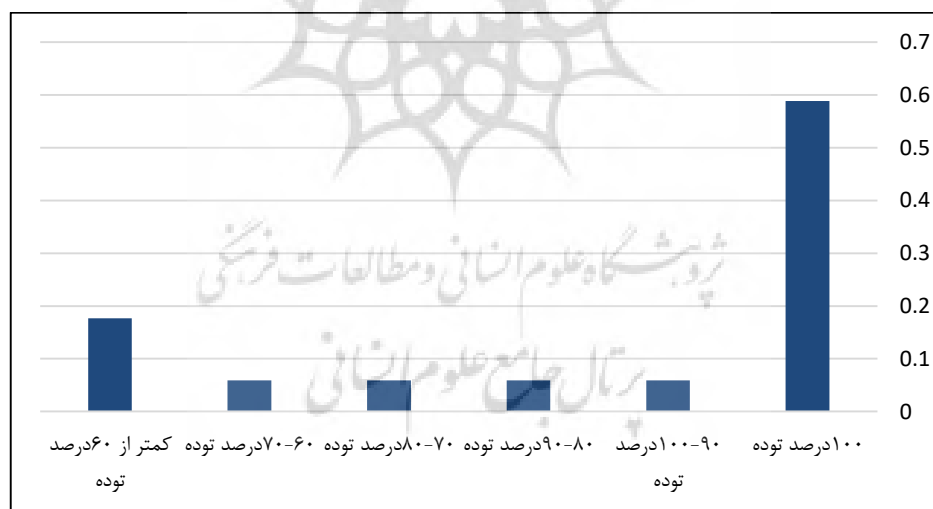 0.7
0.6
0.5
0.4
0.3
0.2
0.1
0
۱۰۰درصد توده
۹۰-۱۰۰درصد
توده
۸۰-۹۰درصد توده
۷۰-۸۰درصد توده
۶۰-۷۰درصد توده
کمتر از ۶۰درصد
توده
پژوهشگاه علوم انسانی و مطالعات فرهنگی
پرتال جامع علوم انسانی